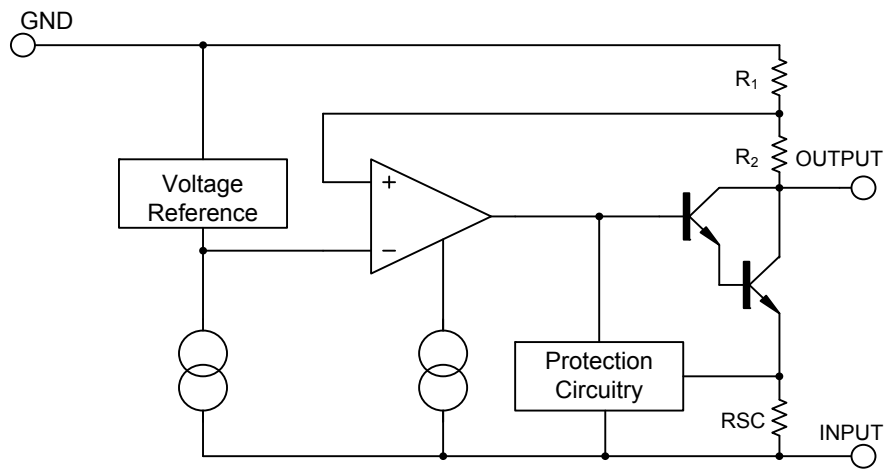 GND
R1
R2
OUTPUT
Voltage
Reference
+
−
Protection
Circuitry
RSC
INPUT